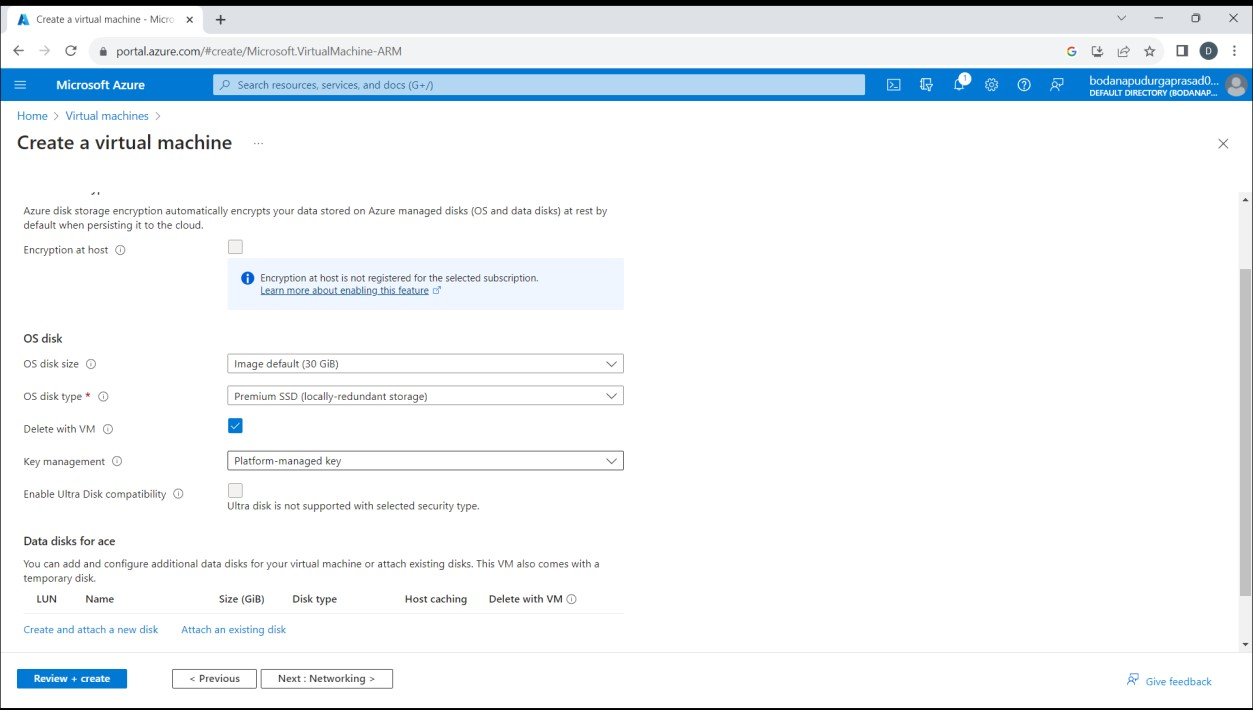 Create a virtual machine - Micro
portal.azure.com/#create/Microsoft.VirtualMachine-ARM
G
D
Microsoft Azure
Search resources, services, and docs (G+/)
1
bodanapudurgaprasad0...
DEFAULT DIRECTORY (BODANAP...
Home > Virtual machines >
Create a virtual machine ...
Azure disk storage encryption automatically encrypts your data stored on Azure managed disks (OS and data disks) at rest by
default when persisting it to the cloud.
Encryption at host
Encryption at host is not registered for the selected subscription.
Learn more about enabling this feature
OS disk
OS disk size
Image default (30 GiB)
OS disk type *
Premium SSD (locally-redundant storage)
Delete with VM
Key management
Platform-managed key
Enable Ultra Disk compatibility
Ultra disk is not supported with selected security type.
Data disks for ace
You can add and configure additional data disks for your virtual machine or attach existing disks. This VM also comes with a
temporary disk.
LUN Name Size (GiB) Disk type Host caching Delete with VM
Create and attach a new disk Attach an existing disk
Review + create < Previous Next : Networking > Give feedback